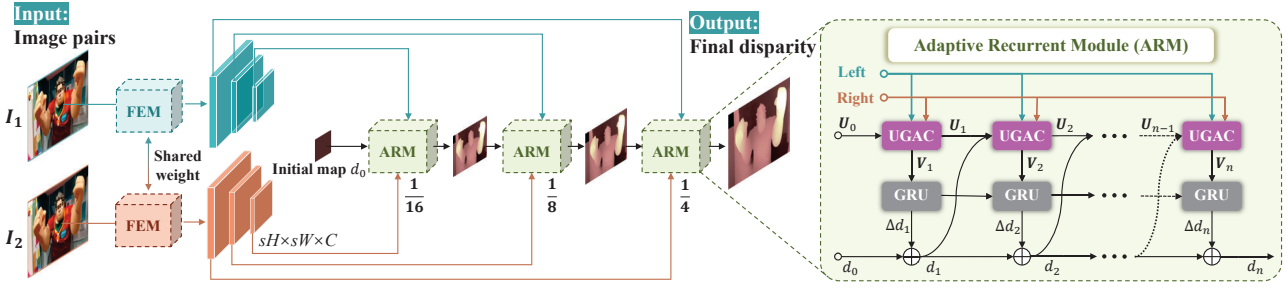 Input:
Image pairs
I₁
FEM
Shared
weight
I₂
FEM
sH×sW×C
Initial map d₀
ARM
1/16
ARM
1/8
ARM
1/4
Output:
Final disparity
Adaptive Recurrent Module (ARM)
Left
Right
U₀ UGAC U₁ UGAC U₂ Uₙ₋₁ UGAC
V₁ V₂ Vₙ
GRU GRU GRU
Δd₁ Δd₂ Δdₙ
d₀ d₁ d₂ dₙ